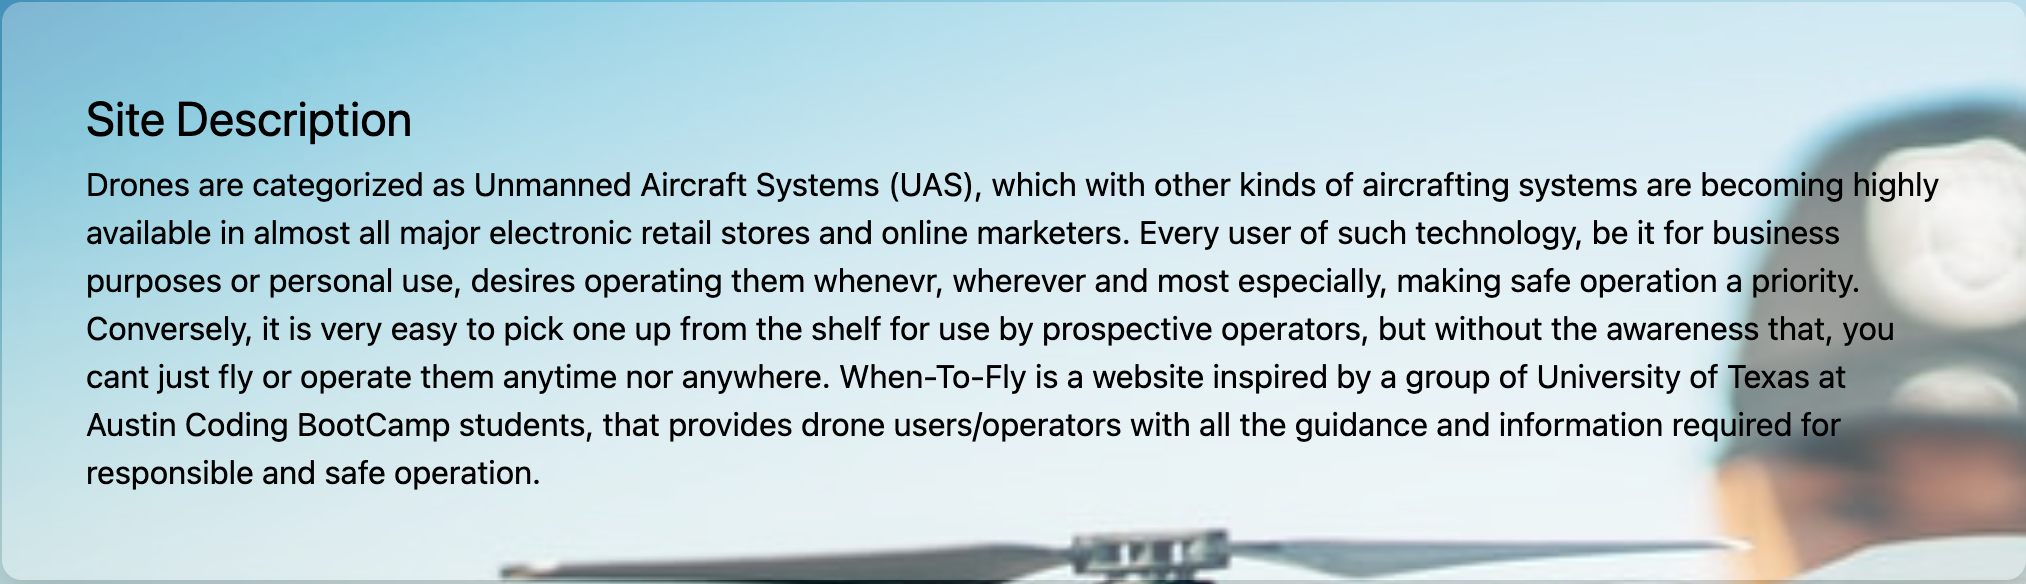 Site Description
Drones are categorized as Unmanned Aircraft Systems (UAS), which with other kinds of aircrafting systems are becoming highly
available in almost all major electronic retail stores and online marketers. Every user of such technology, be it for business
purposes or personal use, desires operating them whenevr, wherever and most especially, making safe operation a priority.
Conversely, it is very easy to pick one up from the shelf for use by prospective operators, but without the awareness that, you
cant just fly or operate them anytime nor anywhere. When-To-Fly is a website inspired by a group of University of Texas at
Austin Coding BootCamp students, that provides drone users/operators with all the guidance and information required for
responsible and safe operation.